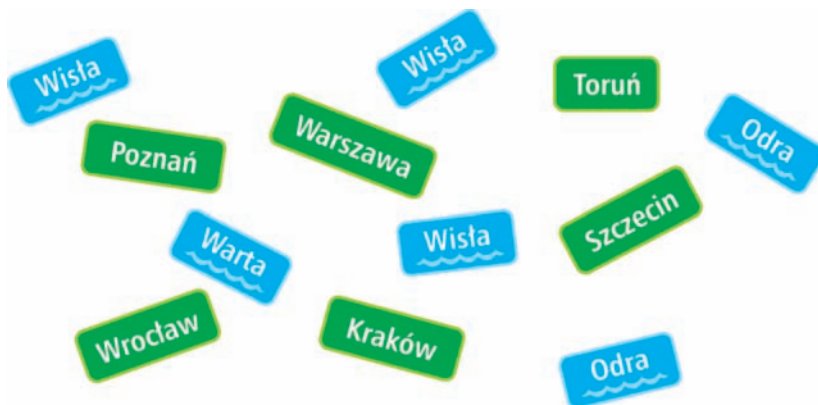 Wisła
Wisła
Toruń
Odra
Poznań
Warszawa
Szczecin
Warta
Wisła
Wrocław
Kraków
Odra